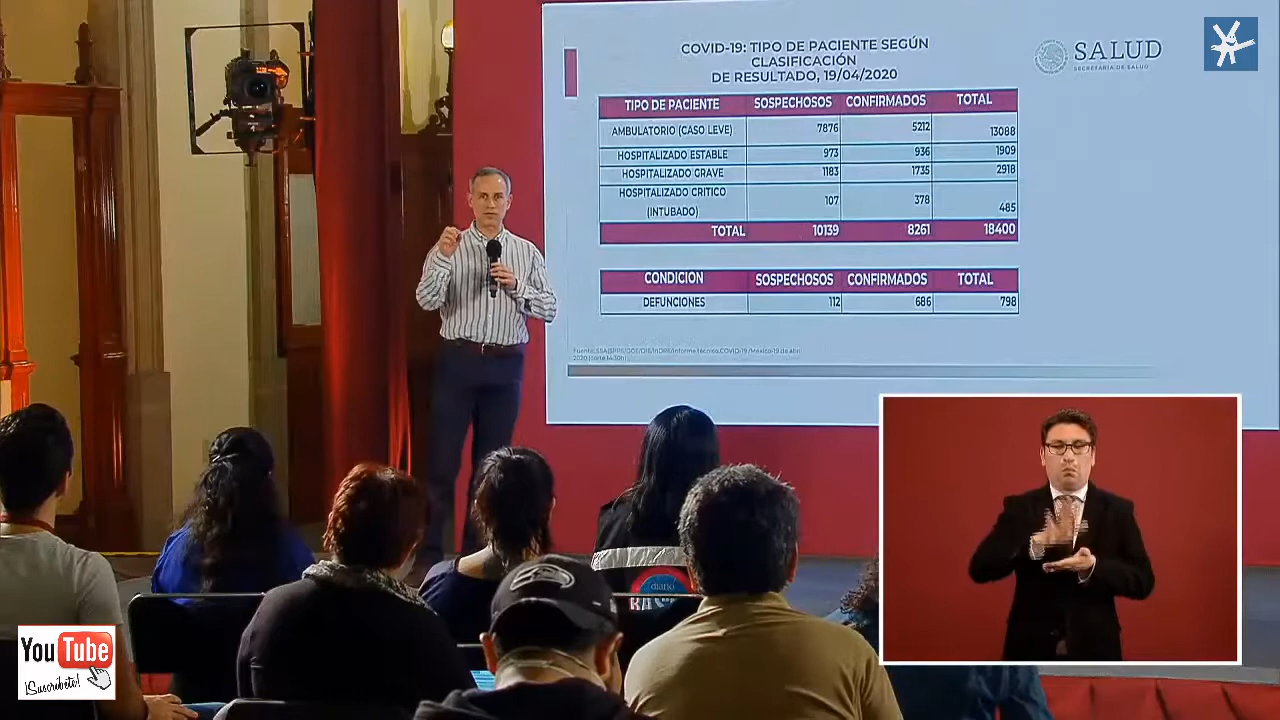 COVID-19: TIPO DE PACIENTE SEGÚN
CLASIFICACIÓN
DE RESULTADO, 19/04/2020
SALUD
SECRETARÍA DE SALUD
TIPO DE PACIENTE SOSPECHOSOS CONFIRMADOS TOTAL
AMBULATORIO (CASO LEVE) 7876 5212 13088
HOSPITALIZADO ESTABLE 973 936 1909
HOSPITALIZADO GRAVE 1183 1735 2918
HOSPITALIZADO CRITICO
(INTUBADO) 107 378 485
TOTAL 10139 8261 18400
CONDICION SOSPECHOSOS CONFIRMADOS TOTAL
DEFUNCIONES 112 686 798
diario
YouTube
¡Suscríbete!